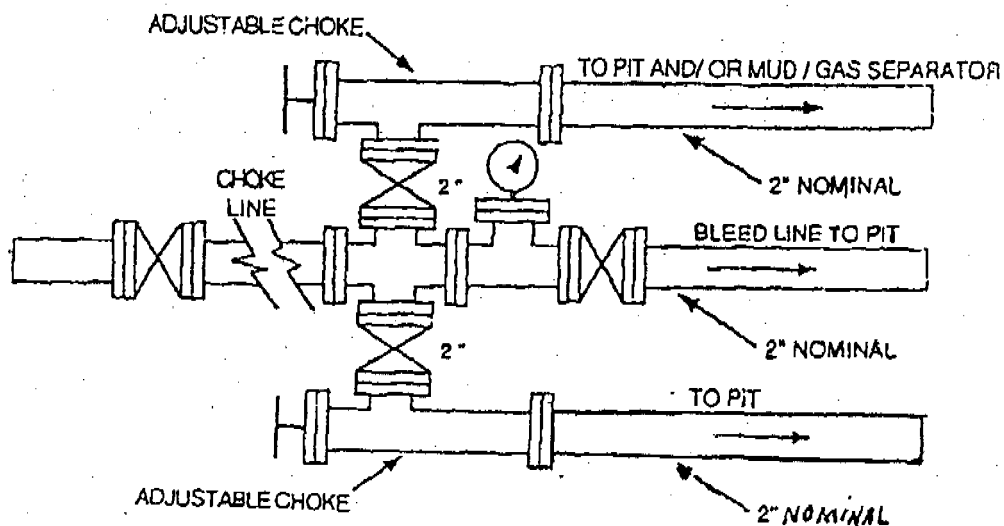 ADJUSTABLE CHOKE
TO PIT AND/ OR MUD / GAS SEPARATOR
2" NOMINAL
2"
CHOKE
LINE
BLEED LINE TO PIT
2" NOMINAL
2"
TO PIT
ADJUSTABLE CHOKE
2" NOMINAL